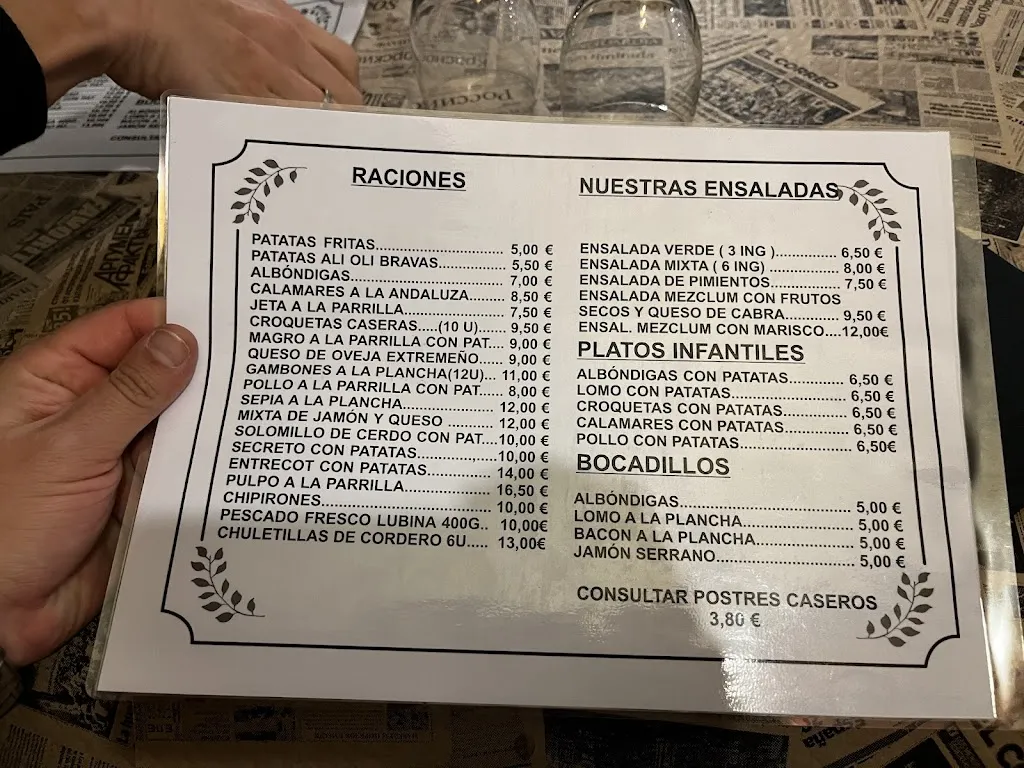 RACIONES
PATATAS FRITAS............................ 5,00 €
PATATAS ALI OLI BRAVAS.............. 5,50 €
ALBÓNDIGAS................................. 7,00 €
CALAMARES A LA ANDALUZA........ 8,50 €
JETA A LA PARRILLA..................... 7,50 €
CROQUETAS CASERAS....(10 U)....... 9,50 €
MAGRO A LA PARRILLA CON PAT.... 9,00 €
QUESO DE OVEJA EXTREMEÑO...... 9,00 €
GAMBONES A LA PLANCHA(12U)... 11,00 €
POLLO A LA PARRILLA CON PAT...... 8,00 €
SEPIA A LA PLANCHA................... 12,00 €
MIXTA DE JAMÓN Y QUESO ........... 12,00 €
SOLOMILLO DE CERDO CON PAT....10,00 €
SECRETO CON PATATAS................10,00 €
ENTRECOT CON PATATAS............. 14,00 €
PULPO A LA PARRILLA.................. 16,50 €
CHIPIRONES................................... 10,00 €
PESCADO FRESCO LUBINA 400G.. 10,00€
CHULETILLAS DE CORDERO 6U..... 13,00€
NUESTRAS ENSALADAS
ENSALADA VERDE ( 3 ING )............. 6,50 €
ENSALADA MIXTA ( 6 ING) .............. 8,00 €
ENSALADA DE PIMIENTOS.............. 7,50 €
ENSALADA MEZCLUM CON FRUTOS
SECOS Y QUESO DE CABRA........... 9,50 €
ENSAL. MEZCLUM CON MARISCO....12,00€
PLATOS INFANTILES
ALBÓNDIGAS CON PATATAS............ 6,50 €
LOMO CON PATATAS........................ 6,50 €
CROQUETAS CON PATATAS.............. 6,50 €
CALAMARES CON PATATAS.............. 6,50 €
POLLO CON PATATAS....................... 6,50€
BOCADILLOS
ALBÓNDIGAS................................... 5,00 €
LOMO A LA PLANCHA....................... 5,00 €
BACON A LA PLANCHA.................... 5,00 €
JAMÓN SERRANO............................ 5,00 €
CONSULTAR POSTRES CASEROS
3,80 €